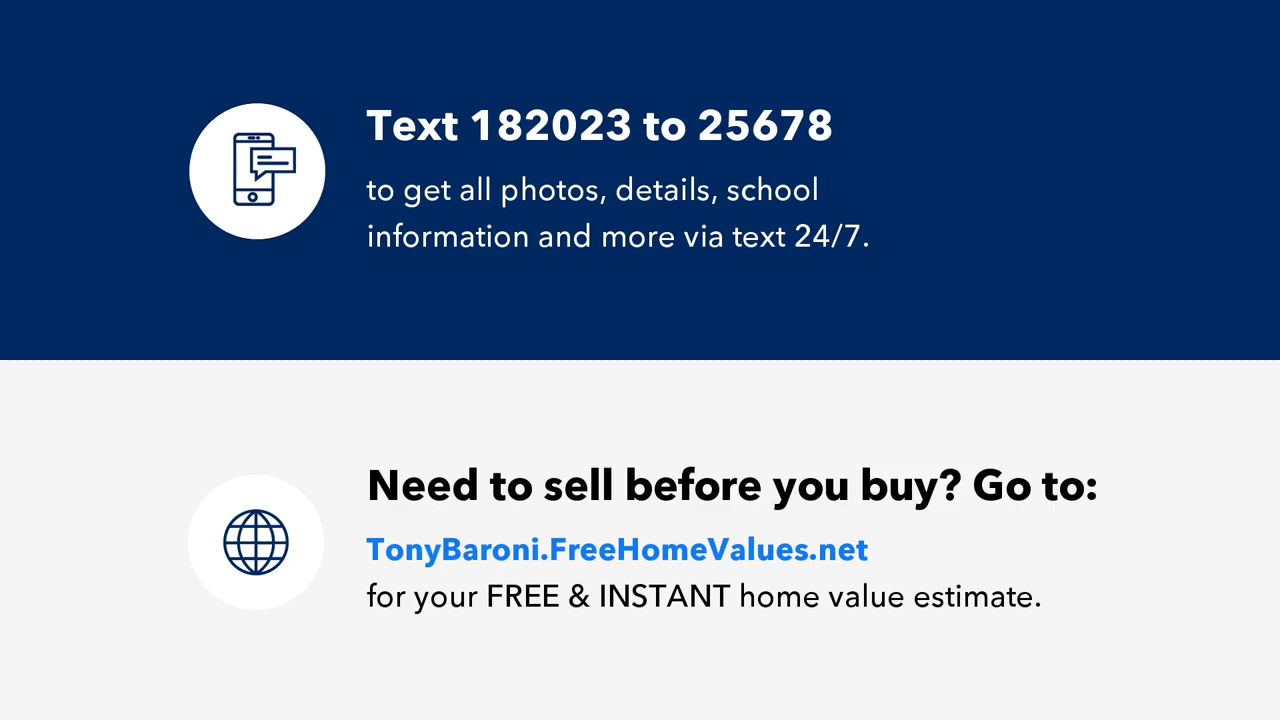 Text 182023 to 25678
to get all photos, details, school
information and more via text 24/7.
Need to sell before you buy? Go to:
TonyBaroni.FreeHomeValues.net
for your FREE & INSTANT home value estimate.